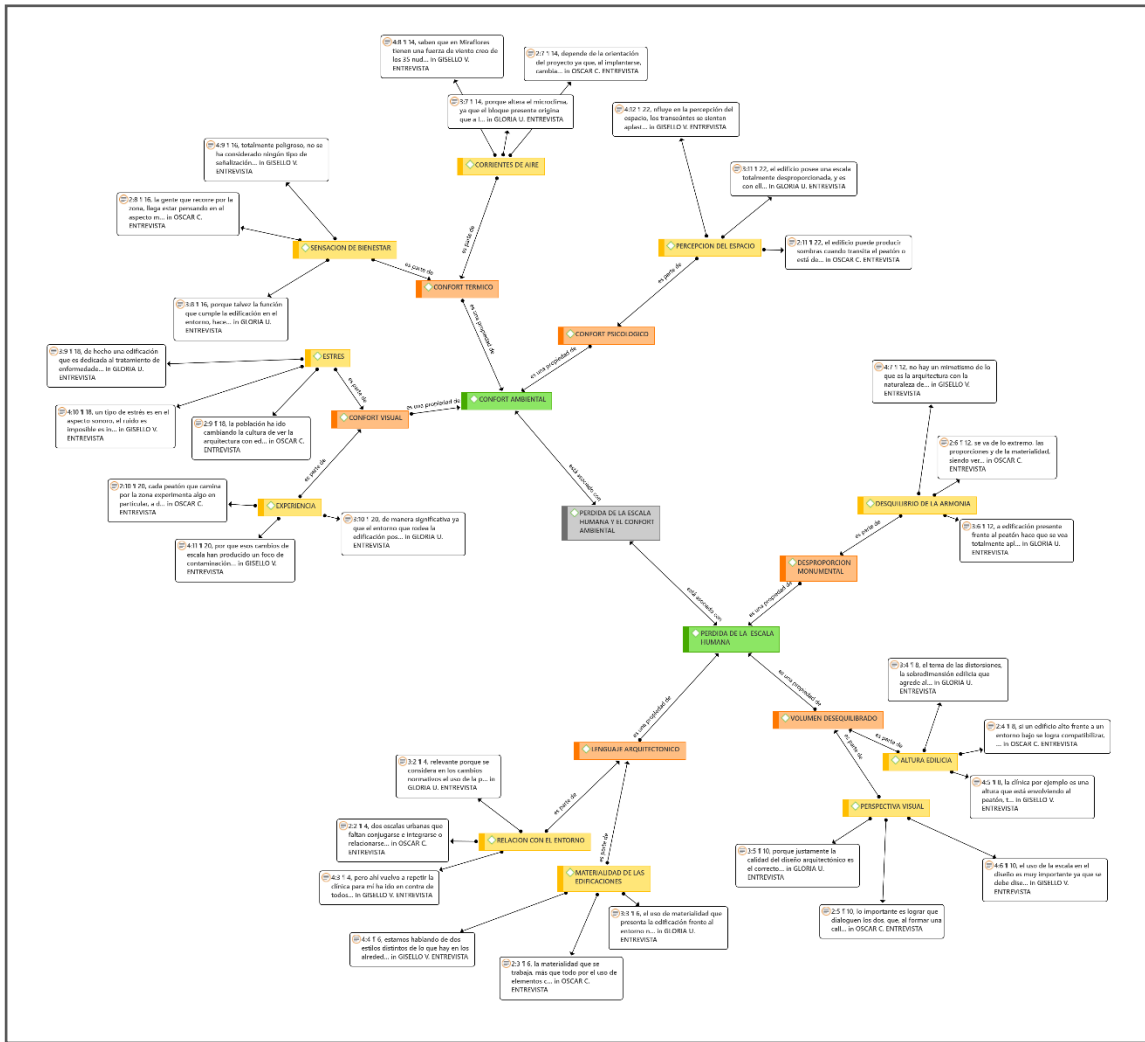 4:8 ¶ 14, saben que en Miraflores
tienen una fuerza de viento creo de
los 35 nud... in GISELLO V.
ENTREVISTA
2:7 ¶ 14, depende de la orientación
del proyecto ya que, al implantarse,
cambia... in OSCAR C.
ENTREVISTA
3:7 ¶ 14, porque altera el microclima,
ya que el bloque presente origina
que a l... in GLORIA U. ENTREVISTA
CORRIENTES DE AIRE
4:12 ¶ 22, nfluye en la percepción del
espacio, los transeúntes se sienten
aplast... in GISELLO V.
ENTREVISTA
3:11 ¶ 22, el edificio posee una escala
totalmente desproporcionada, y es
con ell... in GLORIA U.
ENTREVISTA
2:11 ¶ 22, el edificio puede producir
sombras cuando transita el peatón o
está de... in OSCAR C. ENTREVISTA
PERCEPCION DEL ESPACIO
4:9 ¶ 16, totalmente peligroso, no se
ha considerado ningún tipo de
señalización... in GISELLO V.
ENTREVISTA
2:8 ¶ 16, la gente que recorre por la
zona, llega estar pensando en el
aspecto m... in OSCAR C.
ENTREVISTA
SENSACION DE BIENESTAR
3:8 ¶ 16, porque talvez la función
que cumple la edificación en el
entorno, hace... in GLORIA U.
ENTREVISTA
es parte de
es parte de
es parte de
CONFORT TERMICO
CONFORT PSICOLOGICO
es una propiedad de
es una propiedad de
es una propiedad de
CONFORT AMBIENTAL
3:9 ¶ 18, de hecho una edificación
que es dedicada al tratamiento de
enfermedade... in GLORIA U.
ENTREVISTA
ESTRES
es parte de
4:10 ¶ 18, un tipo de estrés es en el
aspecto sonoro, el ruido es
imposible es in... in GISELLO V.
ENTREVISTA
2:9 ¶ 18, la población ha ido
cambiando la cultura de ver la
arquitectura con ed... in OSCAR C.
ENTREVISTA
CONFORT VISUAL
es parte de
2:10 ¶ 20, cada peatón que camina
por la zona experimenta algo en
particular, a d... in OSCAR C.
ENTREVISTA
EXPERIENCIA
3:10 ¶ 20, de manera significativa ya
que el entorno que rodea la
edificación pos... in GLORIA U.
ENTREVISTA
4:11 ¶ 20, por que esos cambios de
escala han producido un foco de
contaminación... in GISELLO V.
ENTREVISTA
está asociado con
PERDIDA DE LA ESCALA
HUMANA Y EL CONFORT
AMBIENTAL
está asociado con
4:7 ¶ 12, no hay un mimetismo de lo
que es la arquitectura con la
naturaleza de... in GISELLO V.
ENTREVISTA
2:6 ¶ 12, se va de lo extremo, las
proporciones y de la materialidad,
siendo ver... in OSCAR C.
ENTREVISTA
DESQUILIBRIO DE LA ARMONIA
3:6 ¶ 12, a edificación presente
frente al peatón hace que se vea
totalmente apl... in GLORIA U.
ENTREVISTA
es parte de
DESPROPORCION
MONUMENTAL
es una propiedad de
PERDIDA DE LA ESCALA
HUMANA
es una propiedad de
es una propiedad de
3:4 ¶ 8, el tema de las distorsiones,
la sobredimensión edilicia que
agrede al... in GLORIA U.
ENTREVISTA
VOLUMEN DESEQUILIBRADO
es parte de
es parte de
2:4 ¶ 8, si un edificio alto frente a un
entorno bajo se logra compatibilizar,
... in OSCAR C. ENTREVISTA
ALTURA EDILICIA
4:5 ¶ 8, la clínica por ejemplo es una
altura que está envolviendo al
peatón, t... in GISELLO V.
ENTREVISTA
PERSPECTIVA VISUAL
3:5 ¶ 10, porque justamente la
calidad del diseño arquitectónico es
el correcto... in GLORIA U.
ENTREVISTA
4:6 ¶ 10, el uso de la escala en el
diseño es muy importante ya que se
debe dise... in GISELLO V.
ENTREVISTA
2:5 ¶ 10, lo importante es lograr que
dialoguen los dos, que, al formar una
call... in OSCAR C. ENTREVISTA
LENGUAJE ARQUITECTONICO
es parte de
es parte de
3:2 ¶ 4, relevante porque se
considera en los cambios
normativos el uso de la p... in
GLORIA U. ENTREVISTA
2:2 ¶ 4, dos escalas urbanas que
faltan conjugarse e integrarse o
relacionarse... in OSCAR C.
ENTREVISTA
RELACION CON EL ENTORNO
4:3 ¶ 4, pero ahí vuelvo a repetir la
clínica para mí ha ido en contra de
todos... in GISELLO V. ENTREVISTA
MATERIALIDAD DE LAS
EDIFICACIONES
3:3 ¶ 6, el uso de materialidad que
presenta la edificación frente al
entorno n... in GLORIA U.
ENTREVISTA
4:4 ¶ 6, estamos hablando de dos
estilos distintos de lo que hay en los
alreded... in GISELLO V. ENTREVISTA
2:3 ¶ 6, la materialidad que se
trabaja, más que todo por el uso de
elementos c... in OSCAR C.
ENTREVISTA